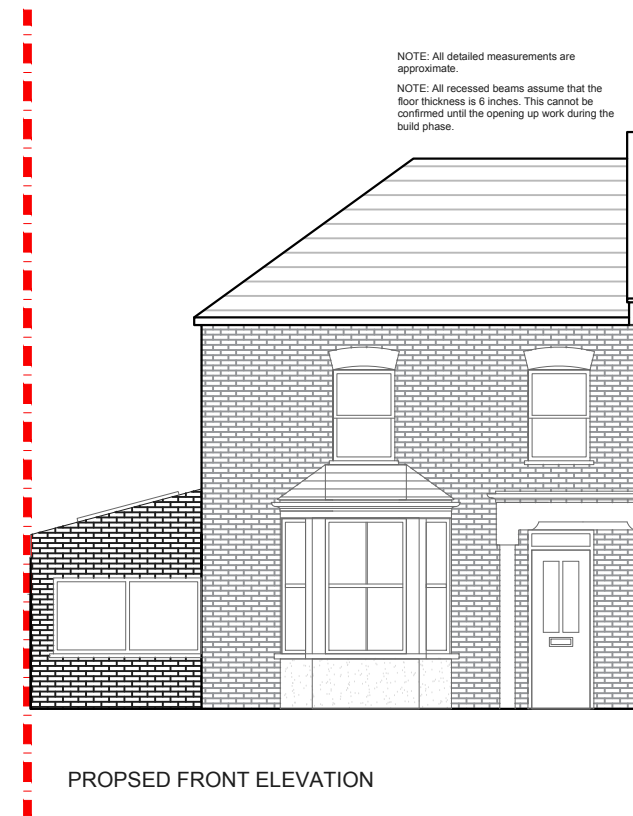 NOTE: All detailed measurements are
approximate.
NOTE: All recessed beams assume that the
floor thickness is 6 inches. This cannot be
confirmed until the opening up work during the
build phase.
PROPSED FRONT ELEVATION